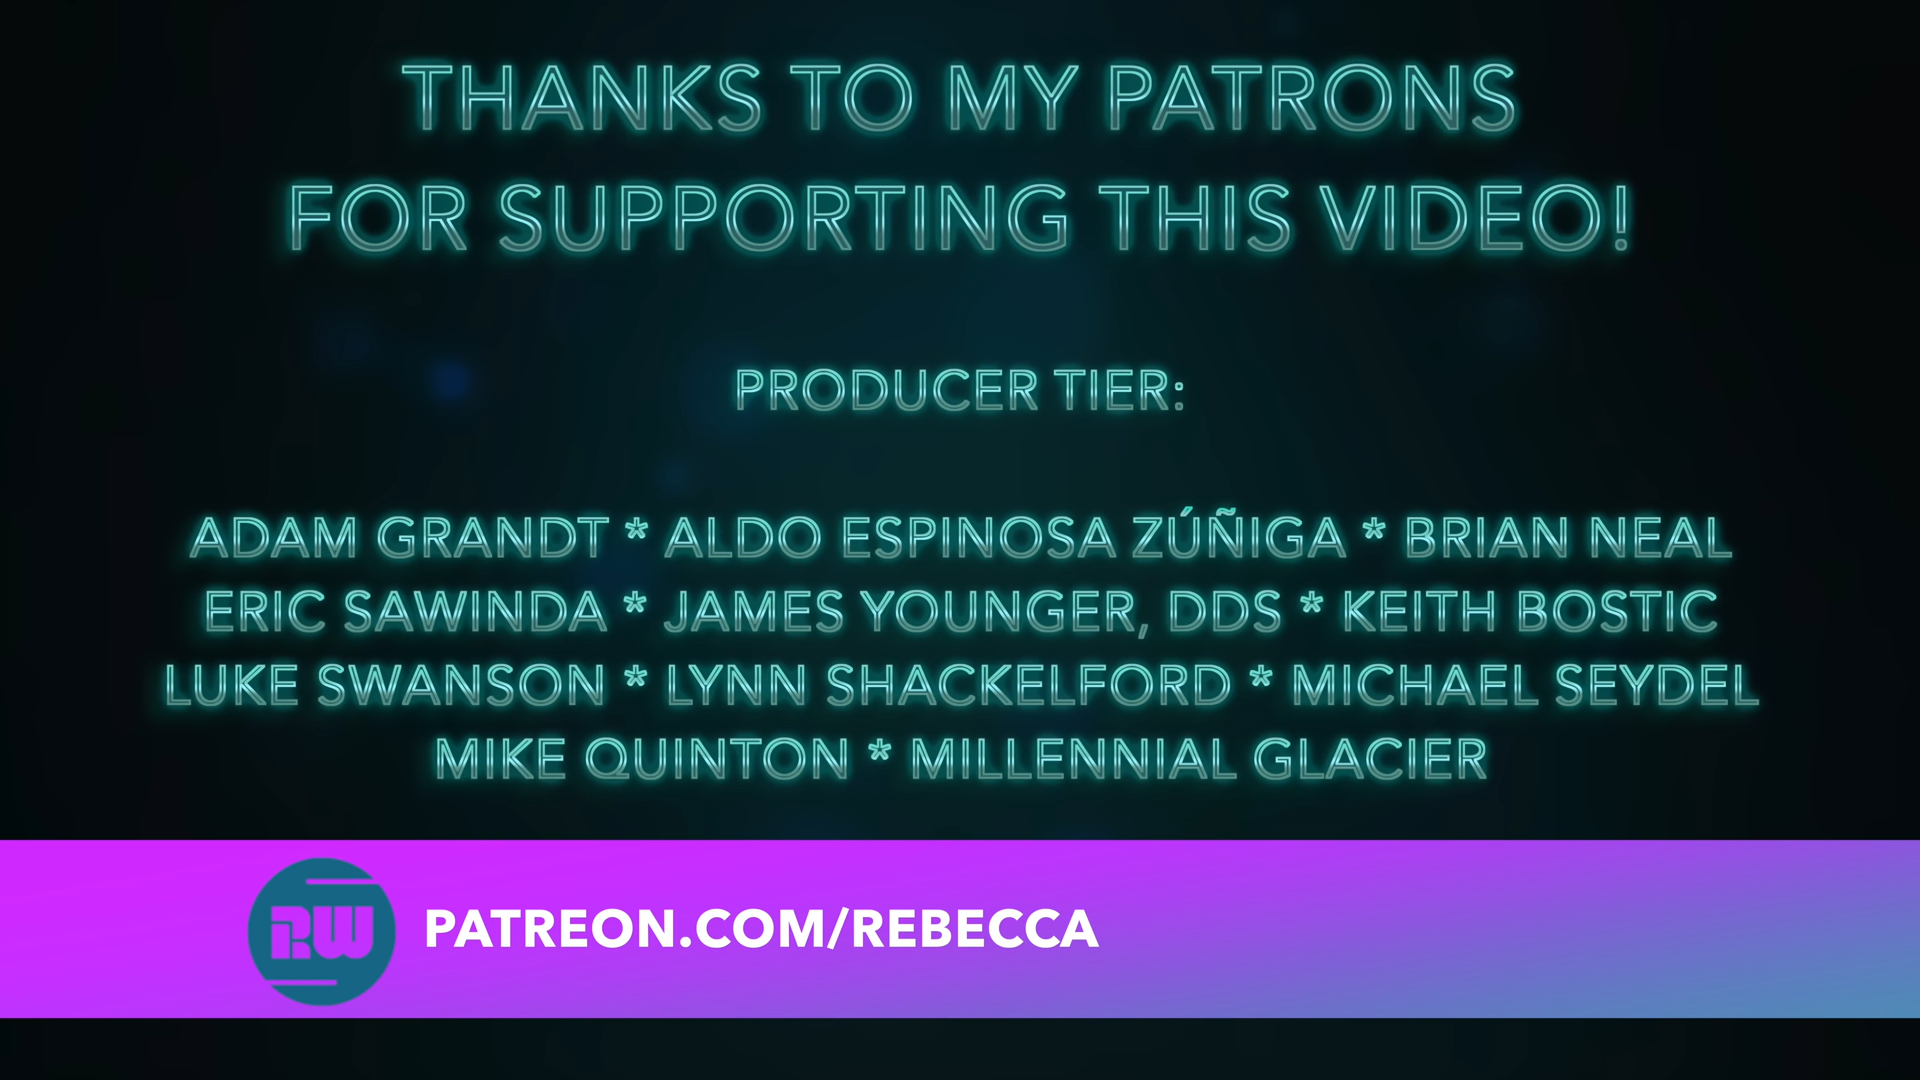 THANKS TO MY PATRONS
FOR SUPPORTING THIS VIDEO!
PRODUCER TIER:
ADAM GRANDT * ALDO ESPINOSA ZÚÑIGA * BRIAN NEAL
ERIC SAWINDA * JAMES YOUNGER, DDS * KEITH BOSTIC
LUKE SWANSON * LYNN SHACKELFORD * MICHAEL SEYDEL
MIKE QUINTON * MILLENNIAL GLACIER
RW
PATREON.COM/REBECCA